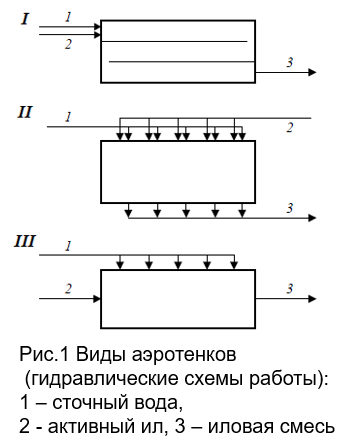 I 1
2
3
II 1
2
3
III 1
2 3
Рис.1 Виды аэротенков
(гидравлические схемы работы):
1 – сточный вода,
2 - активный ил, 3 – иловая смесь